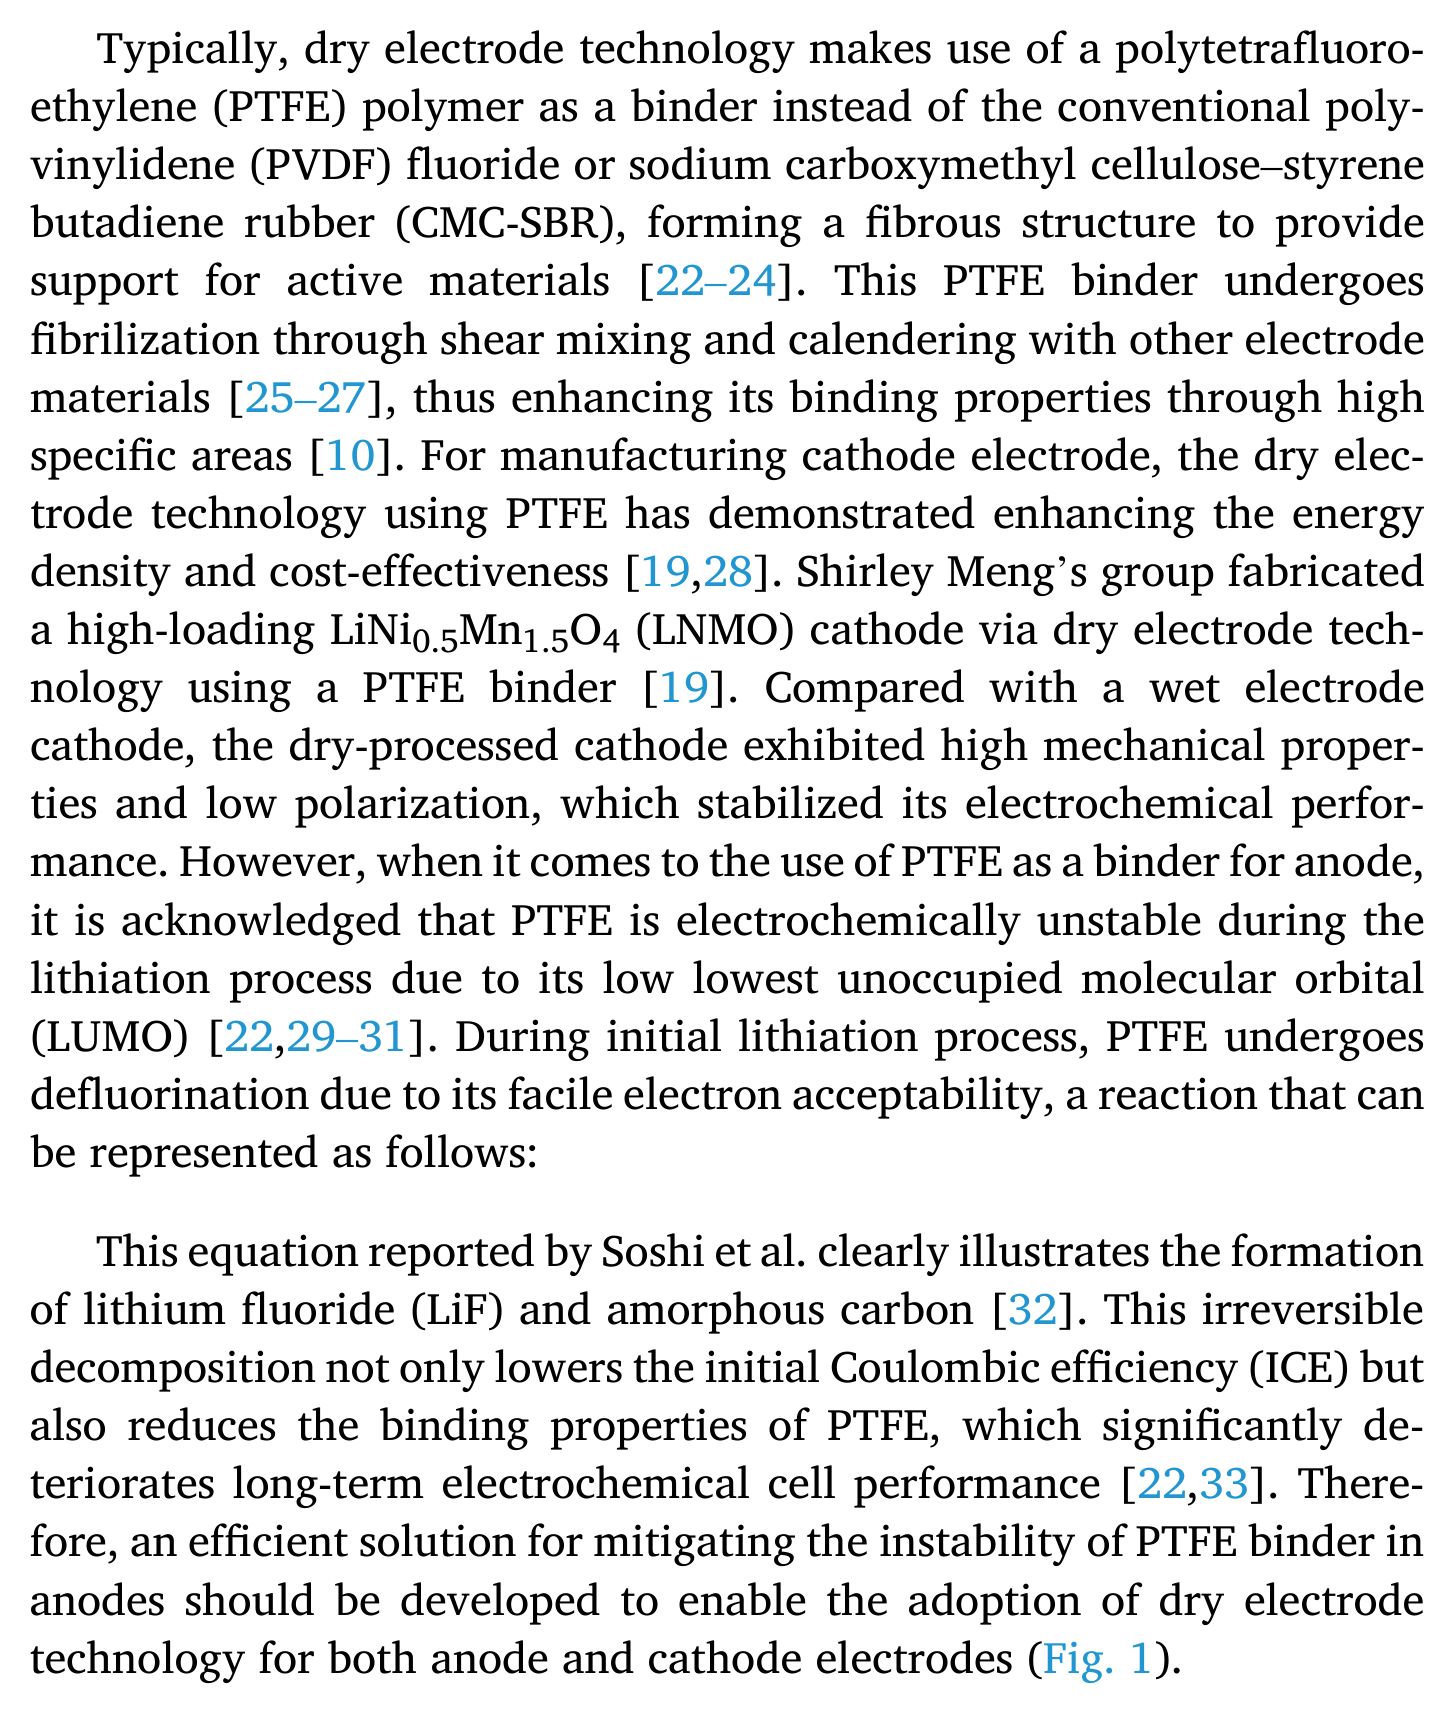 Typically, dry electrode technology makes use of a polytetrafluoro-
ethylene (PTFE) polymer as a binder instead of the conventional poly-
vinylidene (PVDF) fluoride or sodium carboxymethyl cellulose–styrene
butadiene rubber (CMC-SBR), forming a fibrous structure to provide
support for active materials [22–24]. This PTFE binder undergoes
fibrilization through shear mixing and calendering with other electrode
materials [25–27], thus enhancing its binding properties through high
specific areas [10]. For manufacturing cathode electrode, the dry elec-
trode technology using PTFE has demonstrated enhancing the energy
density and cost-effectiveness [19,28]. Shirley Meng’s group fabricated
a high-loading LiNi₀.₅Mn₁.₅O₄ (LNMO) cathode via dry electrode tech-
nology using a PTFE binder [19]. Compared with a wet electrode
cathode, the dry-processed cathode exhibited high mechanical proper-
ties and low polarization, which stabilized its electrochemical perfor-
mance. However, when it comes to the use of PTFE as a binder for anode,
it is acknowledged that PTFE is electrochemically unstable during the
lithiation process due to its low lowest unoccupied molecular orbital
(LUMO) [22,29–31]. During initial lithiation process, PTFE undergoes
defluorination due to its facile electron acceptability, a reaction that can
be represented as follows:
This equation reported by Soshi et al. clearly illustrates the formation
of lithium fluoride (LiF) and amorphous carbon [32]. This irreversible
decomposition not only lowers the initial Coulombic efficiency (ICE) but
also reduces the binding properties of PTFE, which significantly de-
teriorates long-term electrochemical cell performance [22,33]. There-
fore, an efficient solution for mitigating the instability of PTFE binder in
anodes should be developed to enable the adoption of dry electrode
technology for both anode and cathode electrodes (Fig. 1).